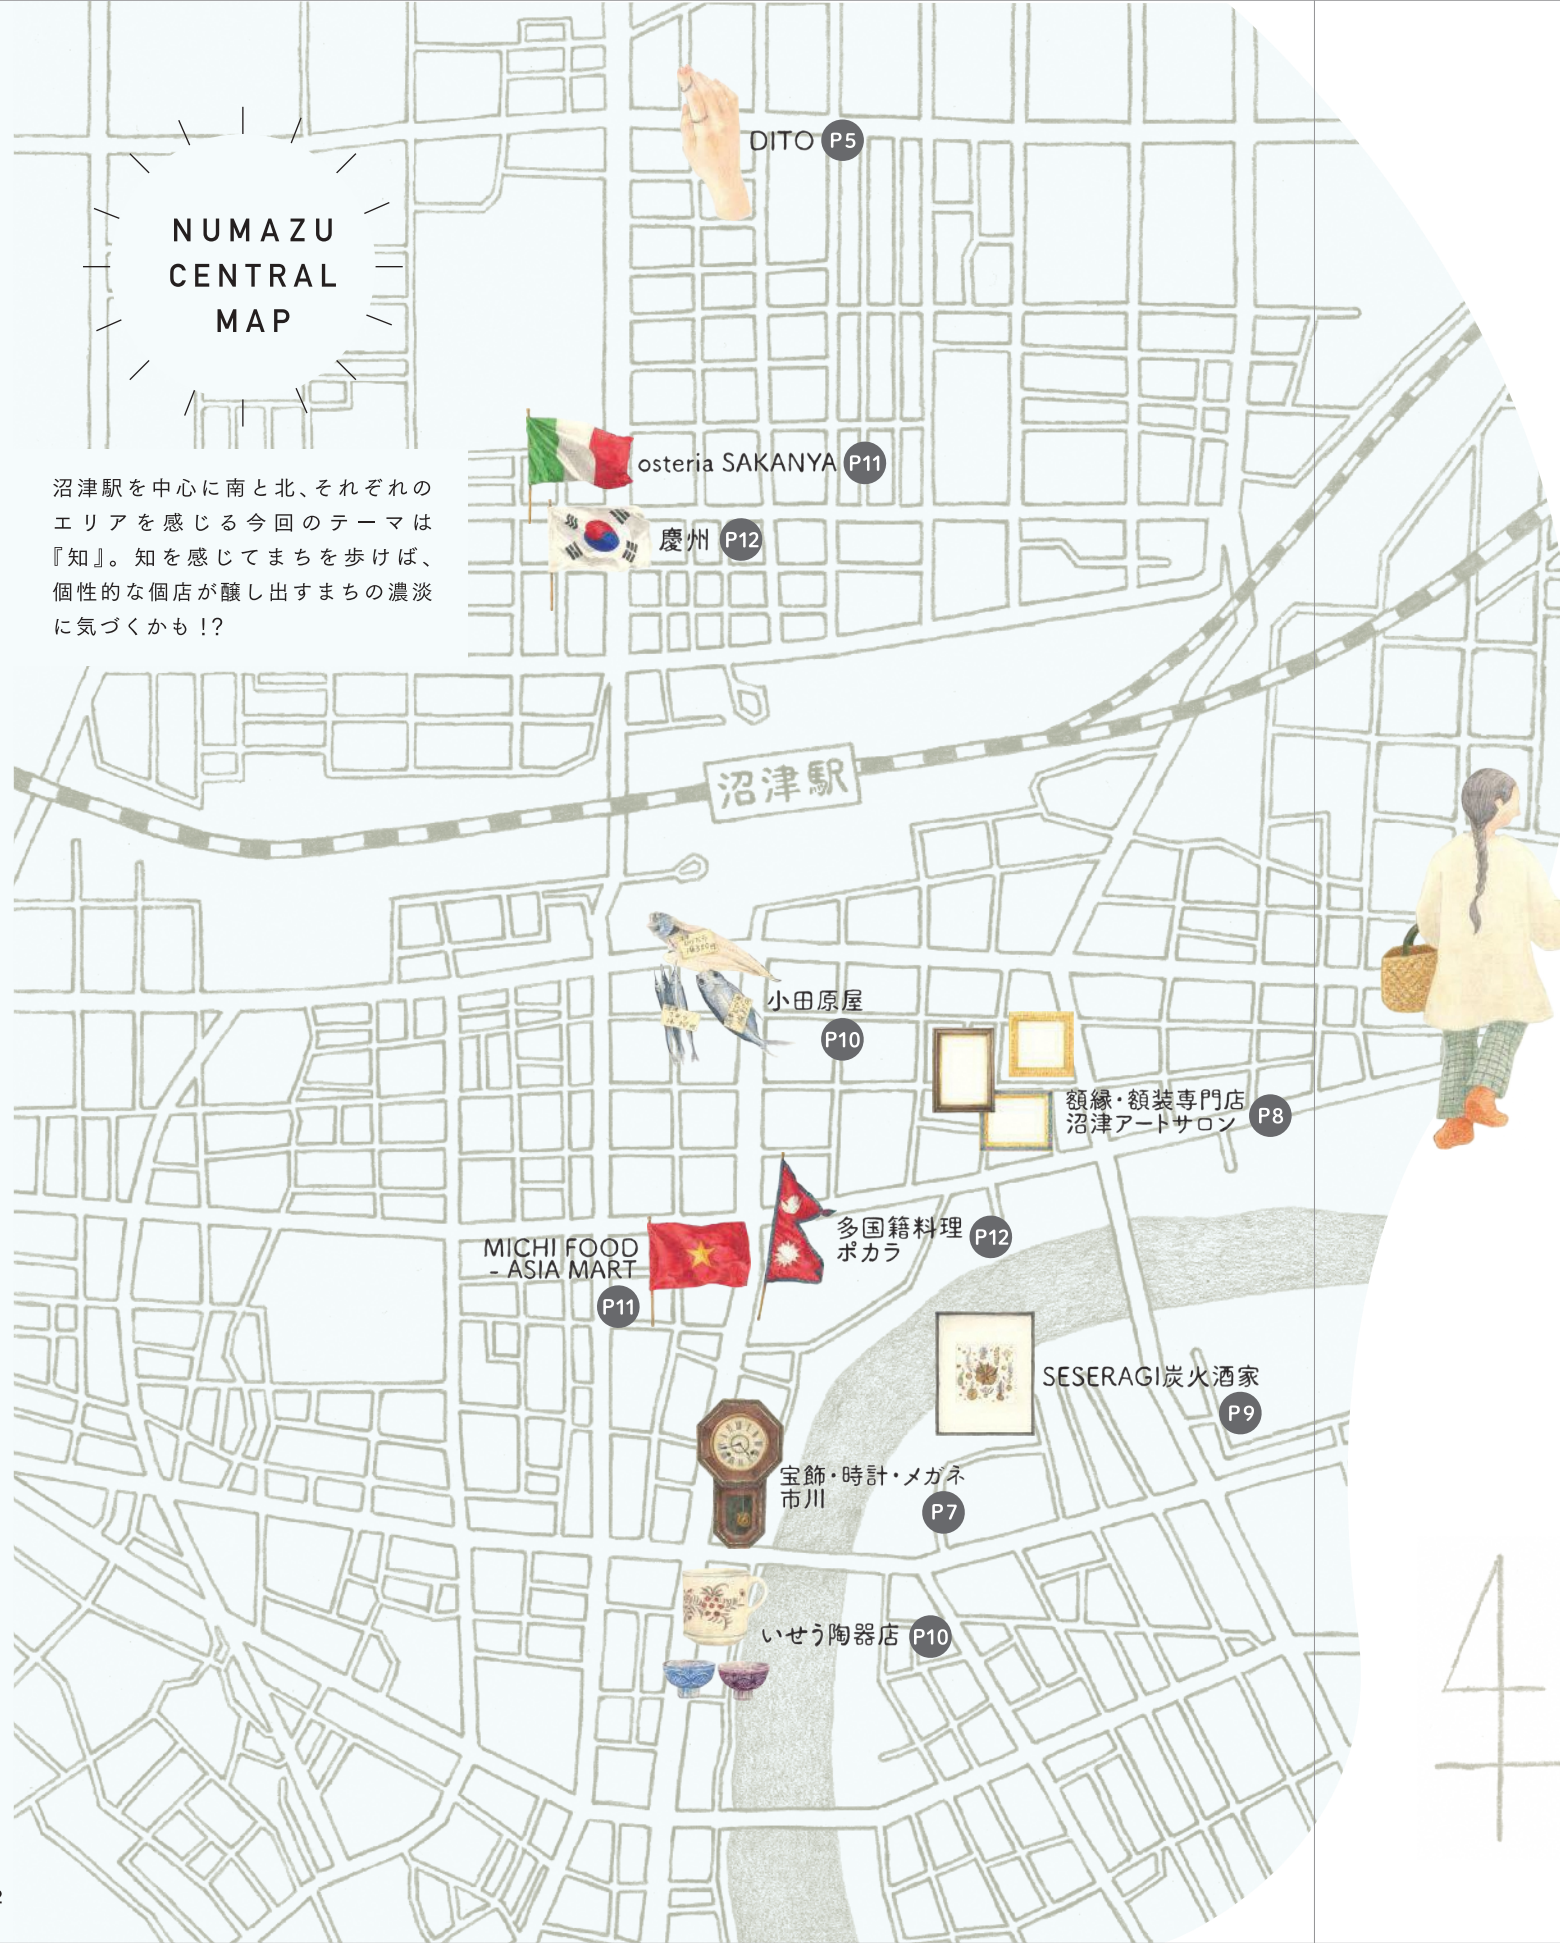 NUMAZU
CENTRAL
MAP
沼津駅を中心に南と北、それぞれの
エリアを感じる今回のテーマは
『知』。知を感じてまちを歩けば、
個性的な個店が醸し出すまちの濃淡
に気づくかも!?
DITO P5
osteria SAKANYA P11
慶州 P12
沼津駅
小田原屋
P10
額縁・額装専門店
沼津アートサロン P8
多国籍料理
ポカラ P12
MICHI FOOD
- ASIA MART
P11
SESERAGI炭火酒家
P9
宝飾・時計・メガネ
市川
P7
いせう陶器店 P10